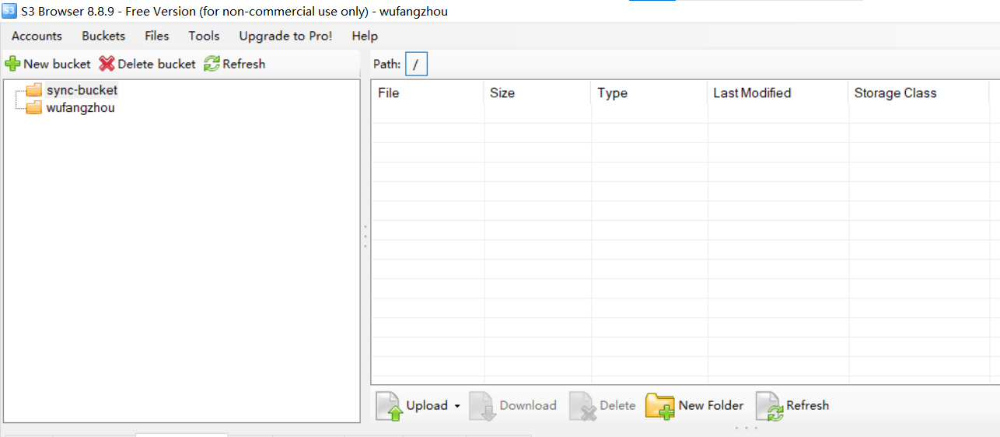 S3 S3 Browser 8.8.9 - Free Version (for non-commercial use only) - wufangzhou
Accounts Buckets Files Tools Upgrade to Pro! Help
New bucket Delete bucket Refresh
Path: /
sync-bucket
wufangzhou
File Size Type Last Modified Storage Class
Upload Download Delete New Folder Refresh